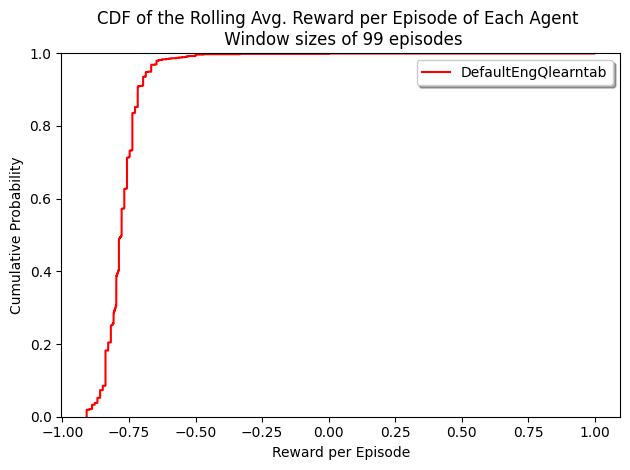 CDF of the Rolling Avg. Reward per Episode of Each Agent
Window sizes of 99 episodes
DefaultEngQlearntab
Cumulative Probability
1.0
0.8
0.6
0.4
0.2
0.0
−1.00 −0.75 −0.50 −0.25 0.00 0.25 0.50 0.75 1.00
Reward per Episode